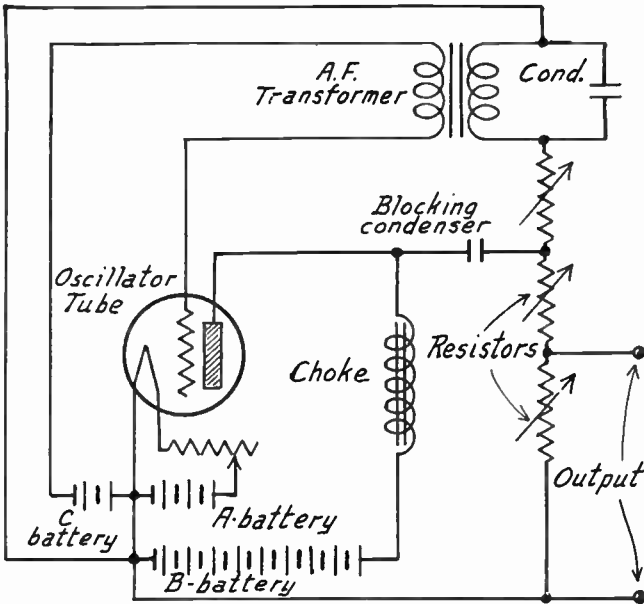 A.F.
Transformer
Cond.
Blocking
condenser
Oscillator
Tube
Choke
Resistors
Output
C
battery
A-battery
B-battery